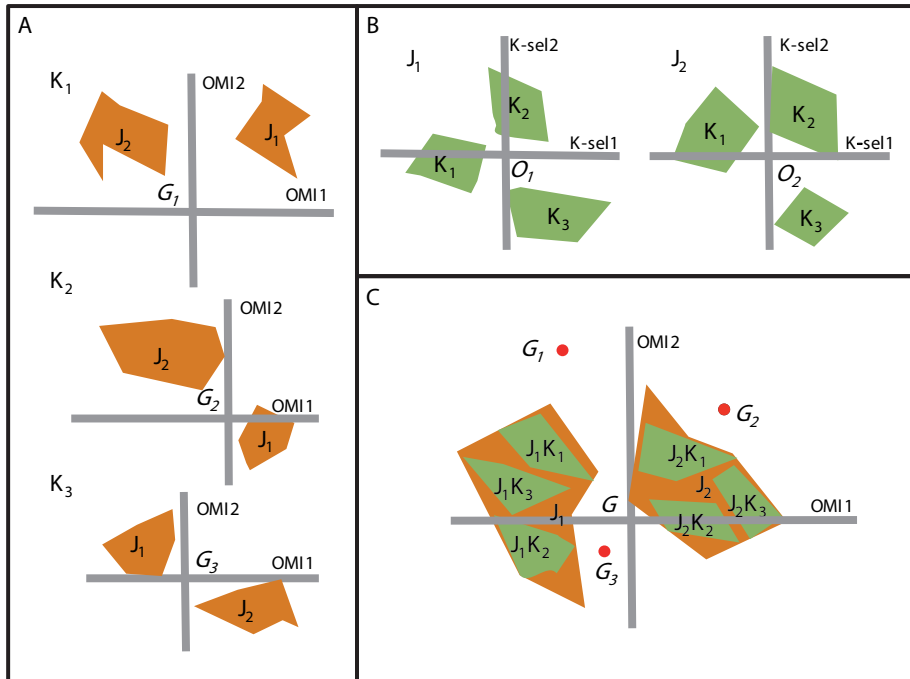 A
K1
OMI2
J2
J1
G1
OMI1
K2
OMI2
J2
G2
OMI1
J1
K3
OMI2
J1
G3
OMI1
J2
B
J1
K-sel2
K2
K-sel1
K1
O1
K3
J2
K-sel2
K1
K2
K-sel1
O2
K3
C
OMI2
G1
G2
J1K1
J2K1
J1K3
J2
J2K3
J1
G
OMI1
J2K2
J1K2
G3